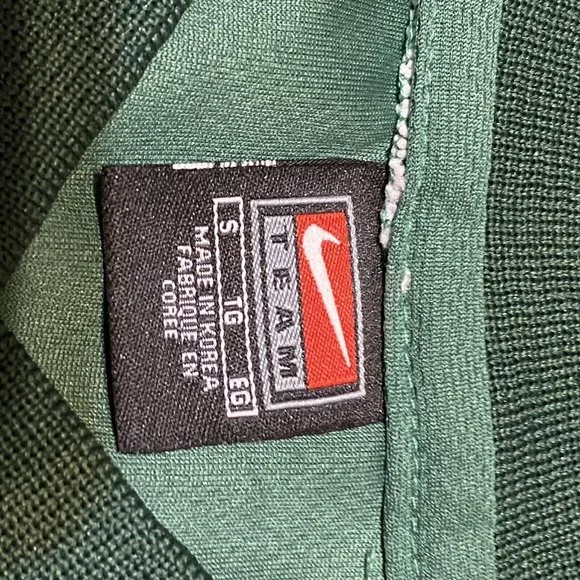 TEAM
S TG EG
MADE IN KOREA
FABRIQUE EN
COREE